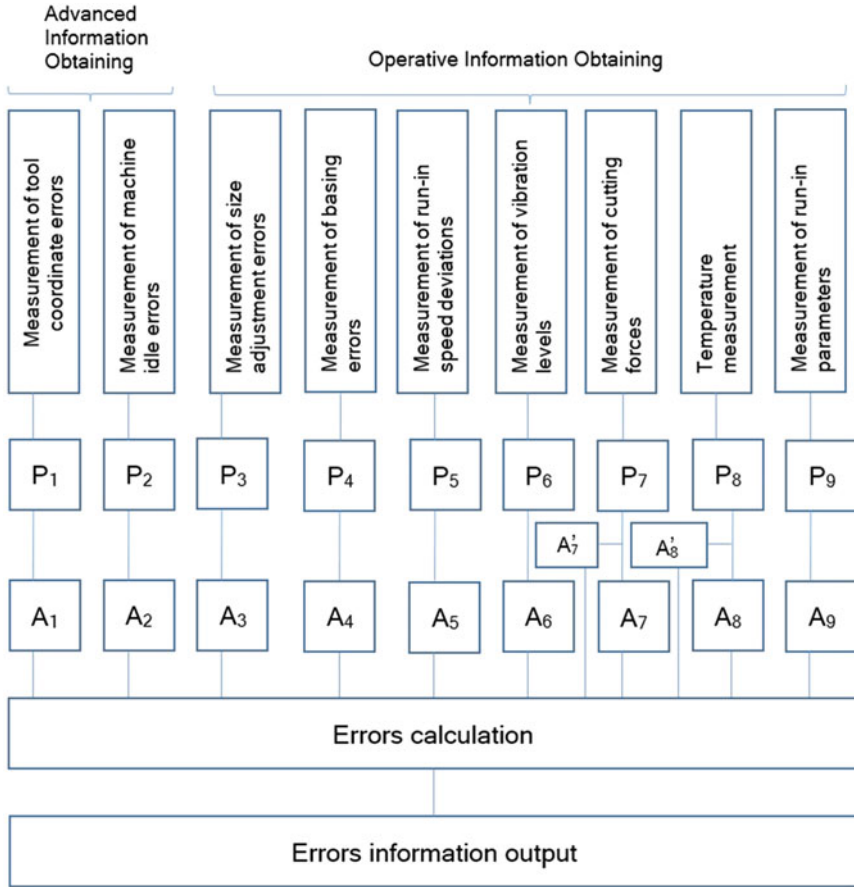 Advanced
Information
Obtaining
Operative Information Obtaining
Measurement of tool
coordinate errors
Measurement of machine
idle errors
Measurement of size
adjustment errors
Measurement of basing
errors
Measurement of run-in
speed deviations
Measurement of vibration
levels
Measurement of cutting
forces
Temperature
measurement
Measurement of run-in
parameters
P₁ P₂ P₃ P₄ P₅ P₆ P₇ P₈ P₉
A₇' A₈'
A₁ A₂ A₃ A₄ A₅ A₆ A₇ A₈ A₉
Errors calculation
Errors information output